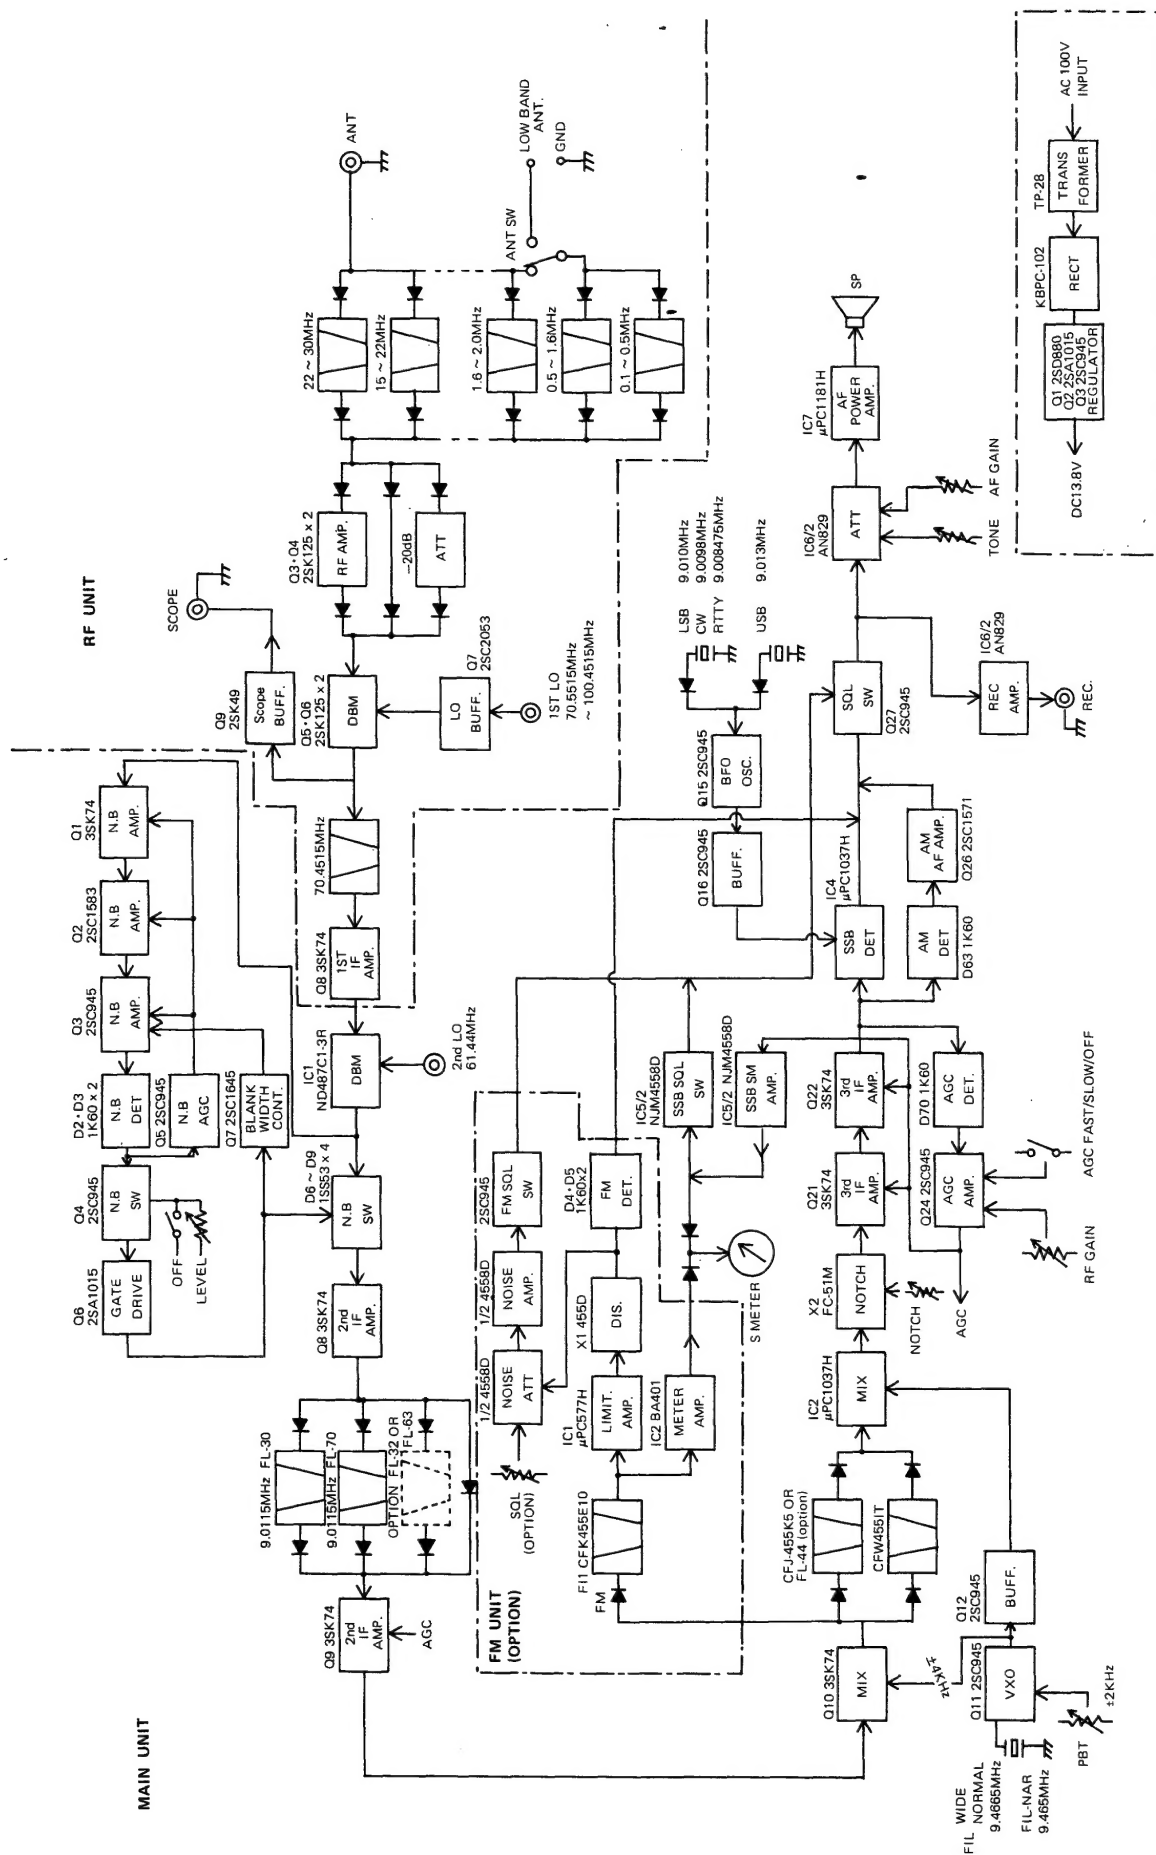 MAIN UNIT
RF UNIT
Q6
2SA1015
GATE
DRIVE
Q4
2SC945
N.B
SW
OFF
LEVEL
D2・D3
1K60 x 2
N.B
DET
Q5 2SC945
N.B
AGC
Q7 2SC1645
BLANK
WIDTH
CONT.
Q3
2SC945
N.B
AMP.
Q2
2SC1583
N.B
AMP.
Q1
3SK74
N.B
AMP.
Q9
2SK49
Scope
BUFF.
SCOPE
Q9 3SK74
2nd
IF
AMP.
AGC
9.0115MHz FL-30
9.0115MHz FL-70
OPTION FL-32 OR
FL-63
Q8 3SK74
2nd
IF
AMP.
D6 ~ D9
1SS53 x 4
N.B
SW
IC1
ND487C1-3R
DBM
2nd LO
61.44MHz
Q8 3SK74
1ST
IF
AMP.
70.4515MHz
Q5・Q6
2SK125 x 2
DBM
LO
BUFF.
Q7
2SC2053
1ST LO
70.5515MHz
~ 100.4515MHz
Q3・Q4
2SK125 x 2
RF AMP.
-20dB
ATT
22 ~ 30MHz
15 ~ 22MHz
1.6 ~ 2.0MHz
0.5 ~ 1.6MHz
0.1 ~ 0.5MHz
ANT
ANT SW
LOW BAND
ANT.
GND
FM UNIT
(OPTION)
SQL
(OPTION)
1/2 4558D
NOISE
ATT
1/2 4558D
NOISE
AMP.
2SC945
FM SQL
SW
FM
FI1 CFK455E10
IC1
μPC577H
LIMIT.
AMP.
X1 455D
DIS.
D4・D5
1K60x2
FM
DET.
IC2 BA401
METER
AMP.
S METER
IC5/2
NJM4558D
SSB SQL
SW
IC5/2 NJM4558D
SSB SM
AMP.
Q16 2SC945
BUFF.
Q15 2SC945
BFO
OSC.
LSB 9.010MHz
CW 9.0098MHz
RTTY 9.008475MHz
USB 9.013MHz
Q10 3SK74
MIX
±4KHz
CFJ-455K5 OR
FL-44 (option)
CFW455IT
IC2
μPC1037H
MIX
X2
FC-51M
NOTCH
NOTCH
AGC
Q21
3SK74
3rd
IF
AMP.
Q22
3SK74
3rd
IF
AMP.
Q24 2SC945
AGC
AMP.
D70 1K60
AGC
DET.
RF GAIN
AGC FAST/SLOW/OFF
IC4
μPC1037H
SSB
DET
AM
DET
D63 1K60
AM
AF AMP.
Q26 2SC1571
SQL
SW
Q27
2SC945
IC6/2
AN829
REC
AMP.
REC.
IC6/2
AN829
ATT
TONE
AF GAIN
IC7
μPC1181H
AF
POWER
AMP.
SP
FIL WIDE
NORMAL
9.4665MHz
FIL-NAR
9.465MHz
Q11 2SC945
VXO
PBT
±2KHz
Q12
2SC945
BUFF.
DC13.8V
Q1 2SD880
Q2 2SA1015
Q3 2SC945
REGULATOR
KBPC-102
RECT
TP-28
TRANS
FORMER
AC 100V
INPUT